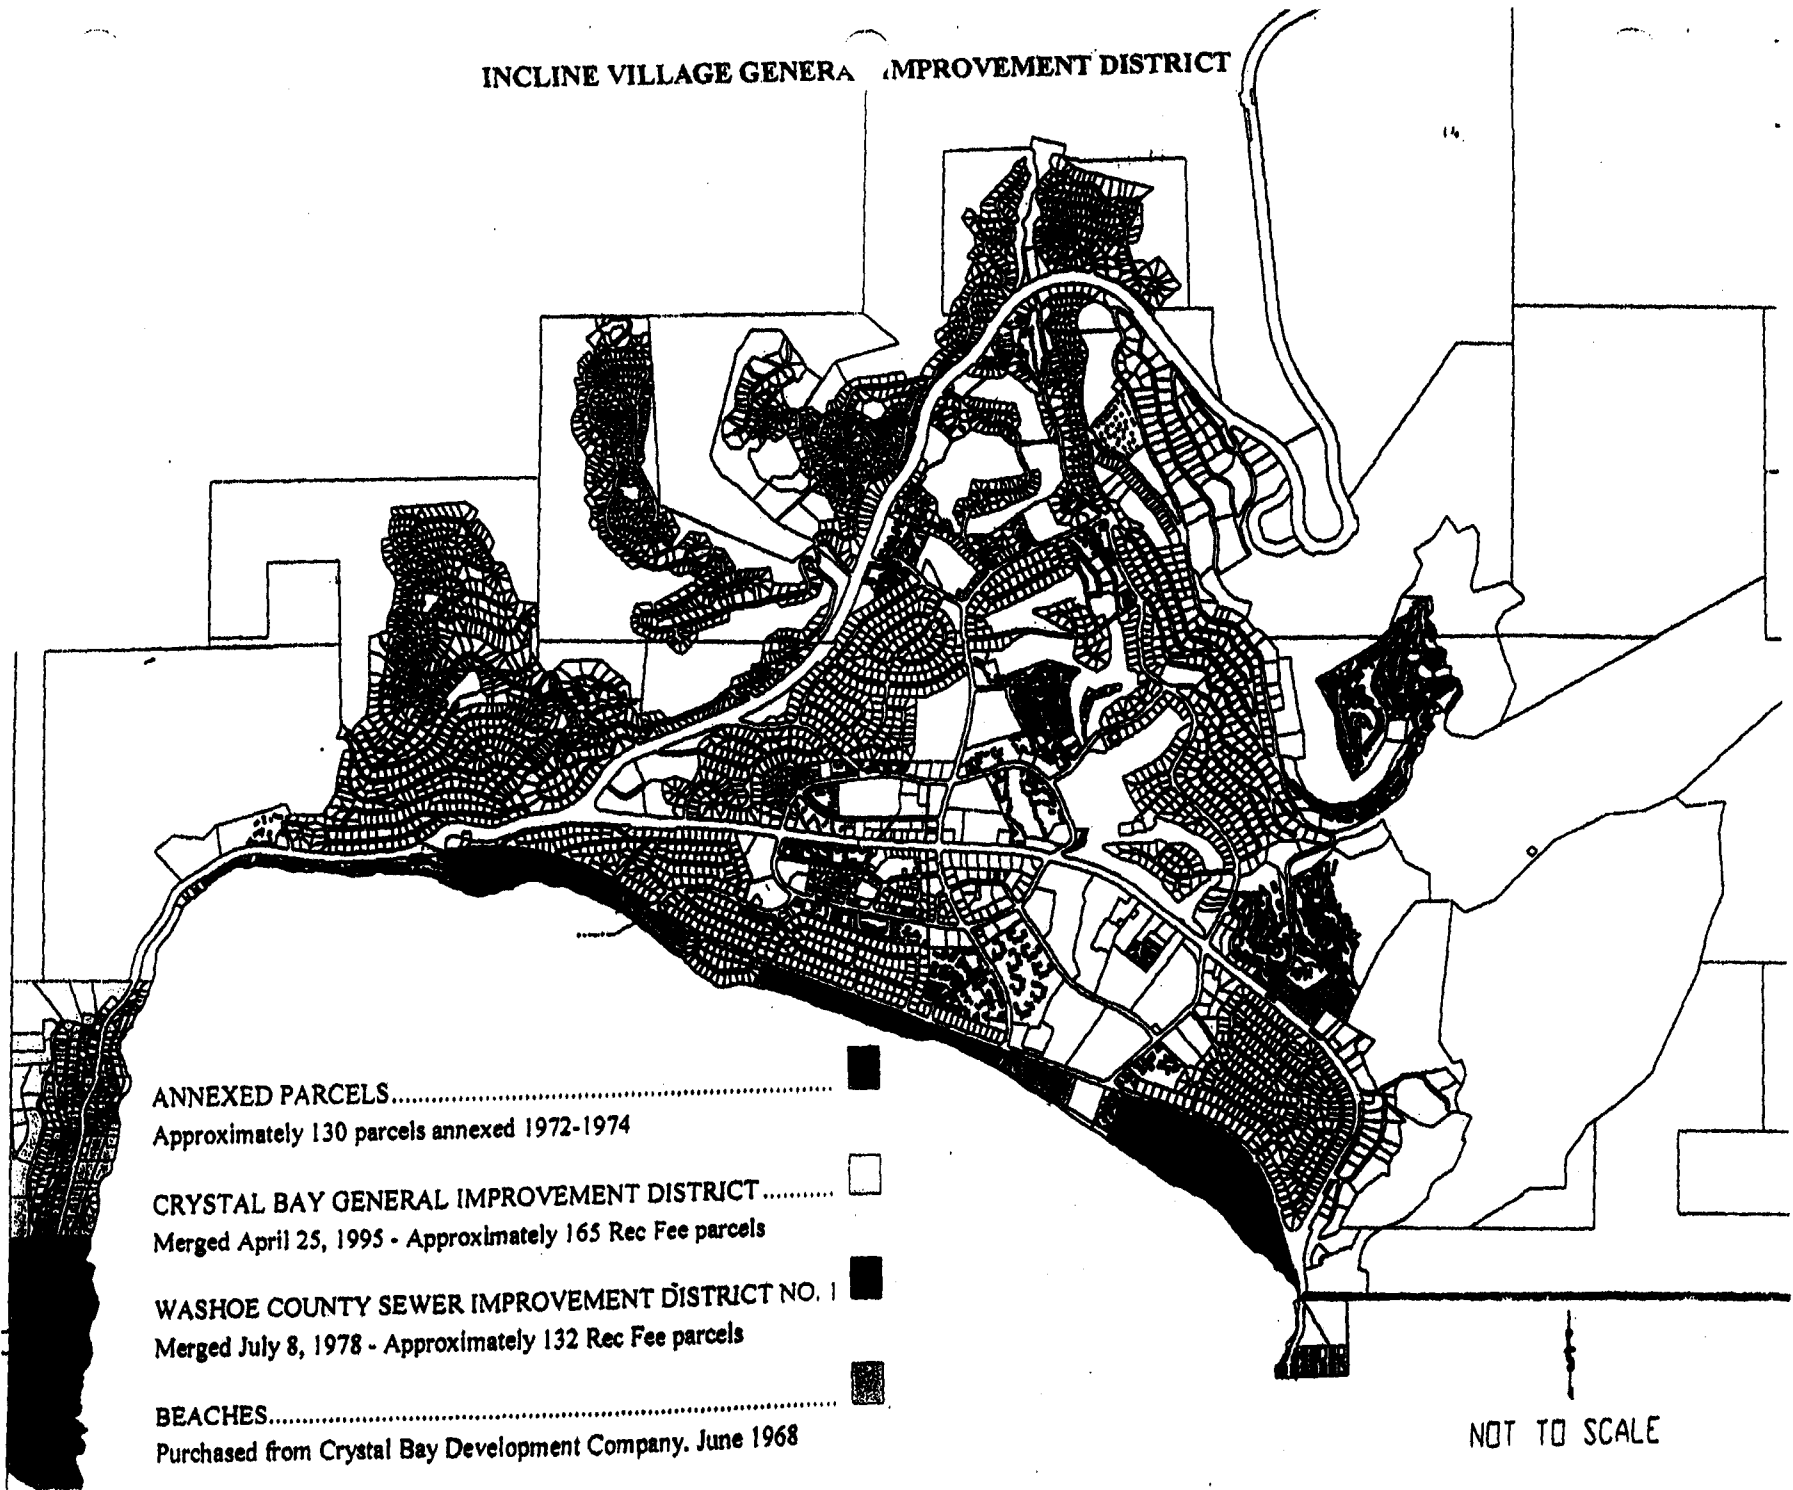 INCLINE VILLAGE GENERA IMPROVEMENT DISTRICT
ANNEXED PARCELS
Approximately 130 parcels annexed 1972-1974
CRYSTAL BAY GENERAL IMPROVEMENT DISTRICT
Merged April 25, 1995 - Approximately 165 Rec Fee parcels
WASHOE COUNTY SEWER IMPROVEMENT DISTRICT NO. 1
Merged July 8, 1978 - Approximately 132 Rec Fee parcels
BEACHES
Purchased from Crystal Bay Development Company. June 1968
NOT TO SCALE